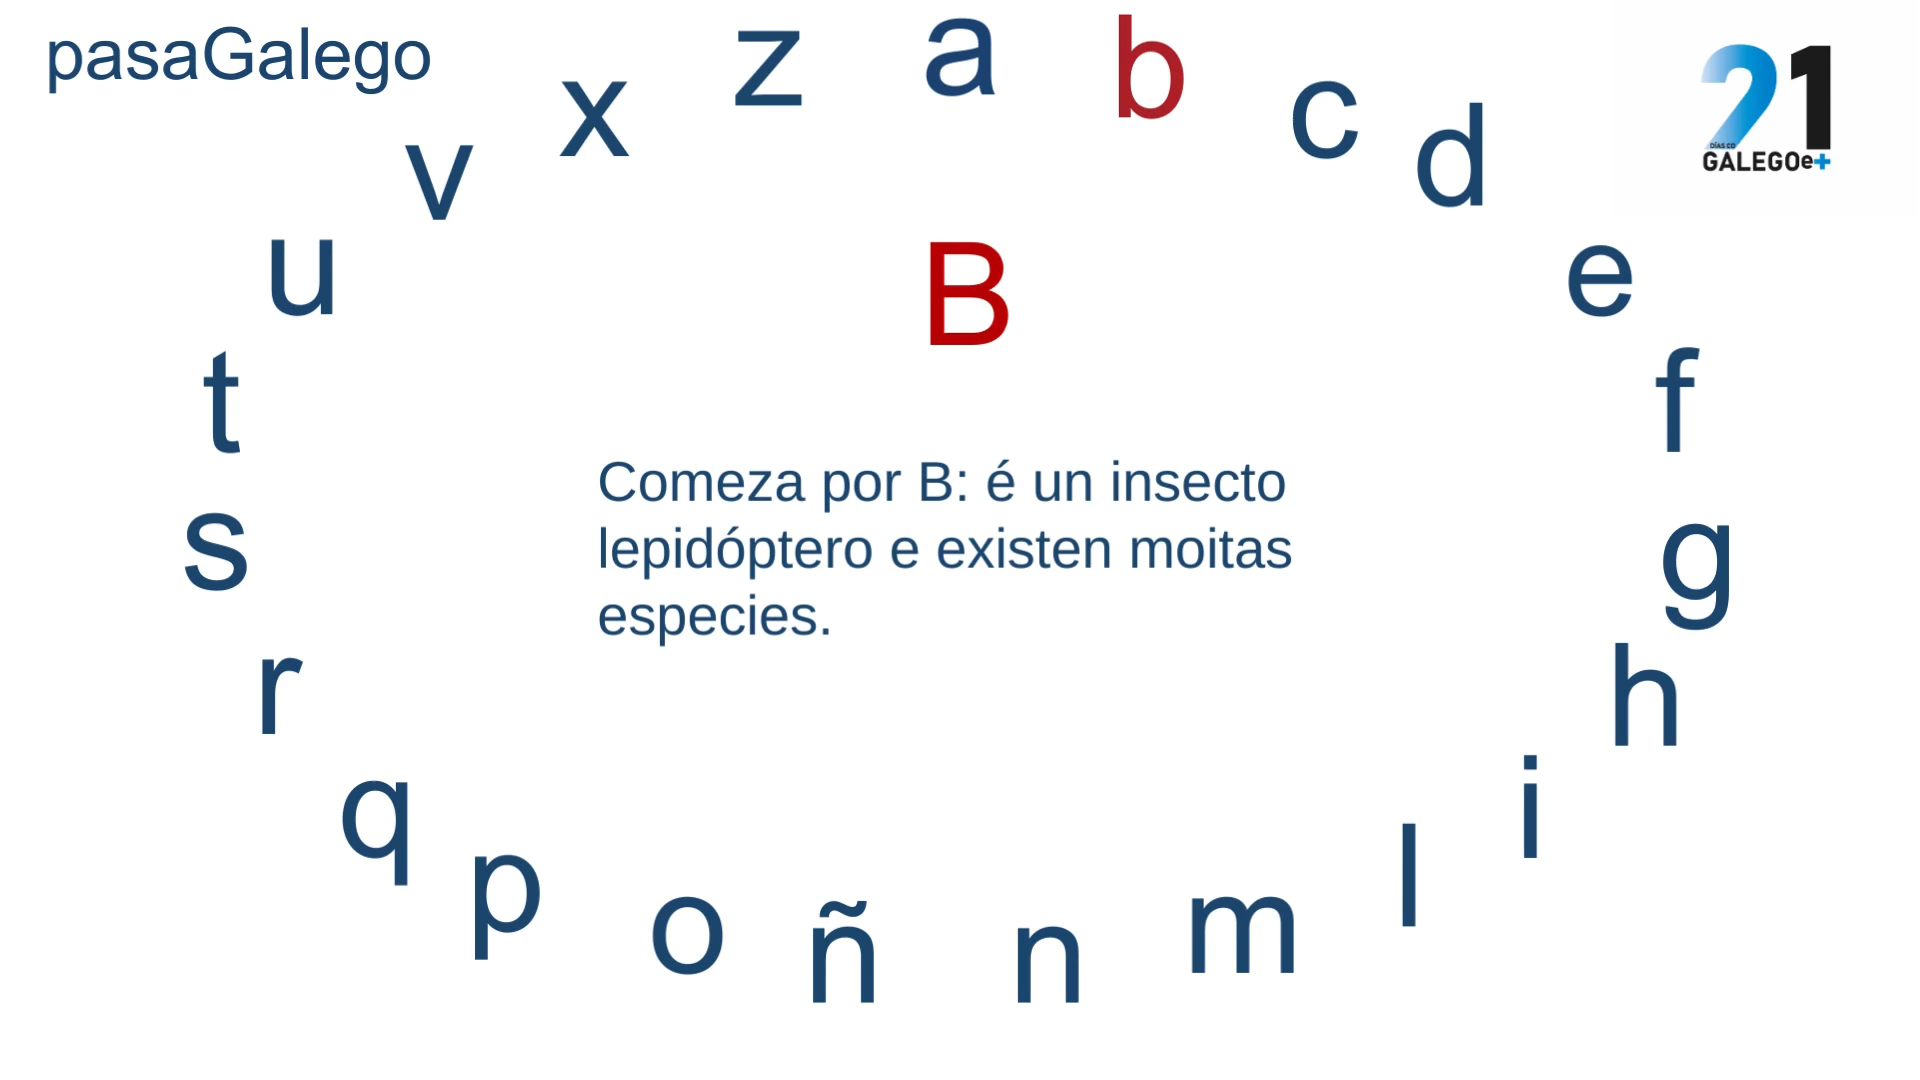 pasaGalego
z
a
b
c
d
e
f
g
h
i
l
m
n
ñ
o
p
q
r
s
t
u
v
x
21
DÍAS CO
GALEGOe+
B
Comeza por B: é un insecto
lepidóptero e existen moitas
especies.